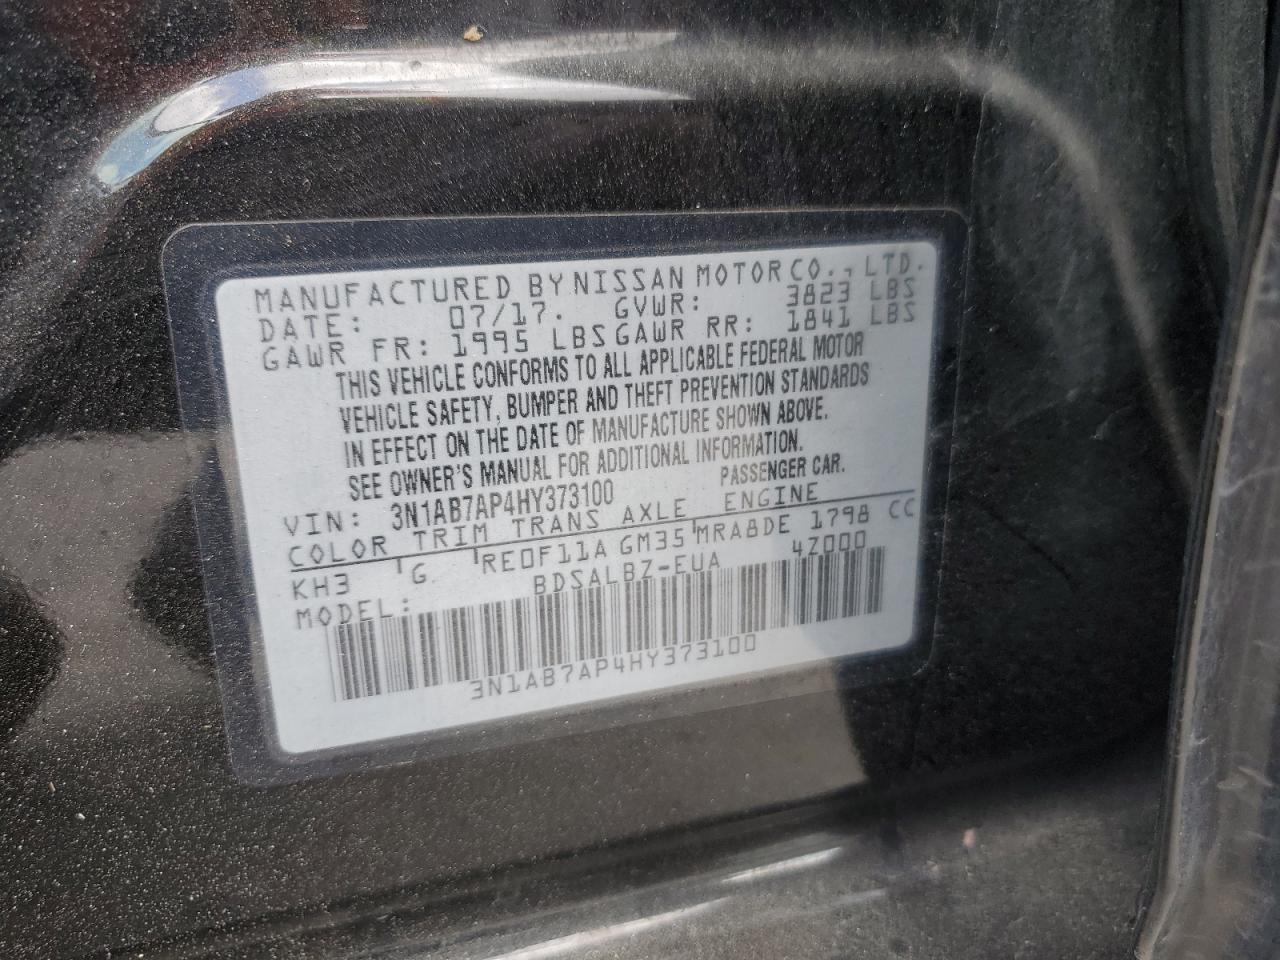 MANUFACTURED BY NISSAN MOTOR CO., LTD.
DATE: 07/17. GVWR: 3823 LBS
GAWR FR: 1995 LBS GAWR RR: 1841 LBS
THIS VEHICLE CONFORMS TO ALL APPLICABLE FEDERAL MOTOR
VEHICLE SAFETY, BUMPER AND THEFT PREVENTION STANDARDS
IN EFFECT ON THE DATE OF MANUFACTURE SHOWN ABOVE.
SEE OWNER'S MANUAL FOR ADDITIONAL INFORMATION.
VIN: 3N1AB7AP4HY373100 PASSENGER CAR.
COLOR TRIM TRANS AXLE ENGINE
KH3 G RE0F11A GM35 MRA8DE 1798 CC
MODEL: BDSALBZ-EUA 4Z000
3N1AB7AP4HY373100